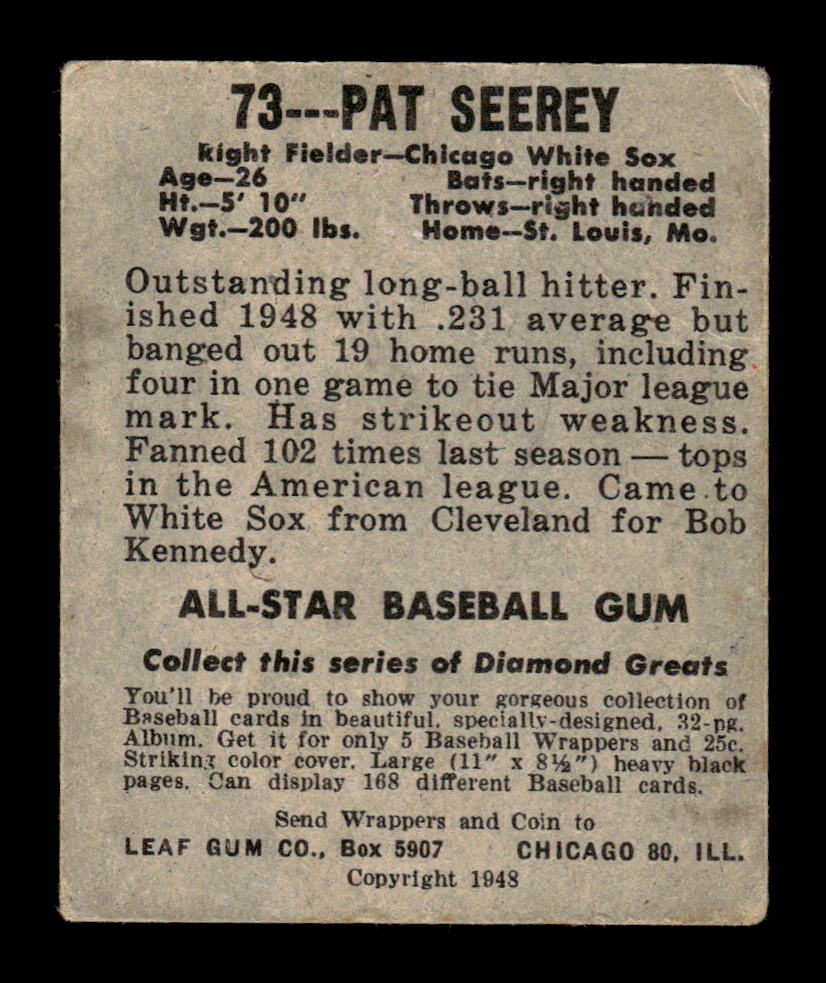 73---PAT SEEREY
Right Fielder—Chicago White Sox
Age—26 Bats—right handed
Ht.—5' 10" Throws—right handed
Wgt.—200 lbs. Home—St. Louis, Mo.
Outstanding long-ball hitter. Fin-
ished 1948 with .231 average but
banged out 19 home runs, including
four in one game to tie Major league
mark. Has strikeout weakness.
Fanned 102 times last season — tops
in the American league. Came to
White Sox from Cleveland for Bob
Kennedy.
ALL-STAR BASEBALL GUM
Collect this series of Diamond Greats
You'll be proud to show your gorgeous collection of
Baseball cards in beautiful, specially-designed, 32-pg.
Album. Get it for only 5 Baseball Wrappers and 25c.
Striking color cover. Large (11" x 8½") heavy black
pages. Can display 168 different Baseball cards.
Send Wrappers and Coin to
LEAF GUM CO., Box 5907 CHICAGO 80, ILL.
Copyright 1948